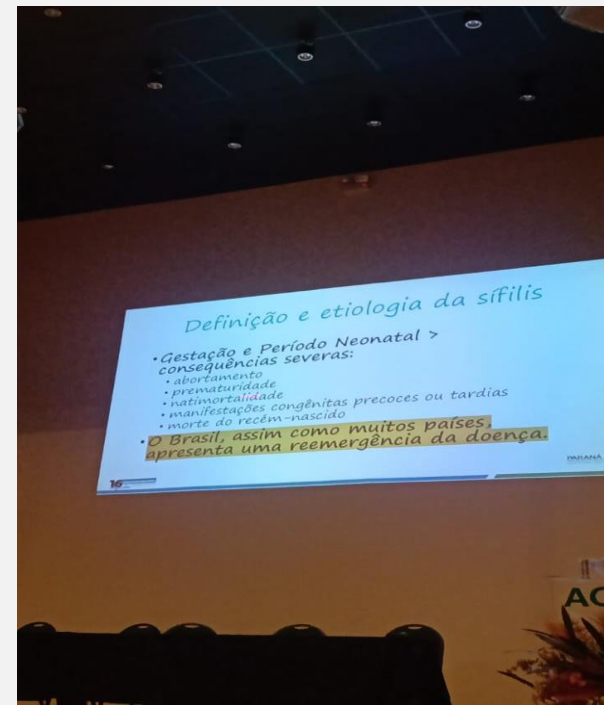 Definição e etiologia da sífilis
•Gestação e Período Neonatal >
consequências severas:
• abortamento
• prematuridade
• natimortalidade
• manifestações congênitas precoces ou tardias
• morte do recém-nascido
•O Brasil, assim como muitos países,
apresenta uma reemergência da doença.
16
PARANÁ
AC